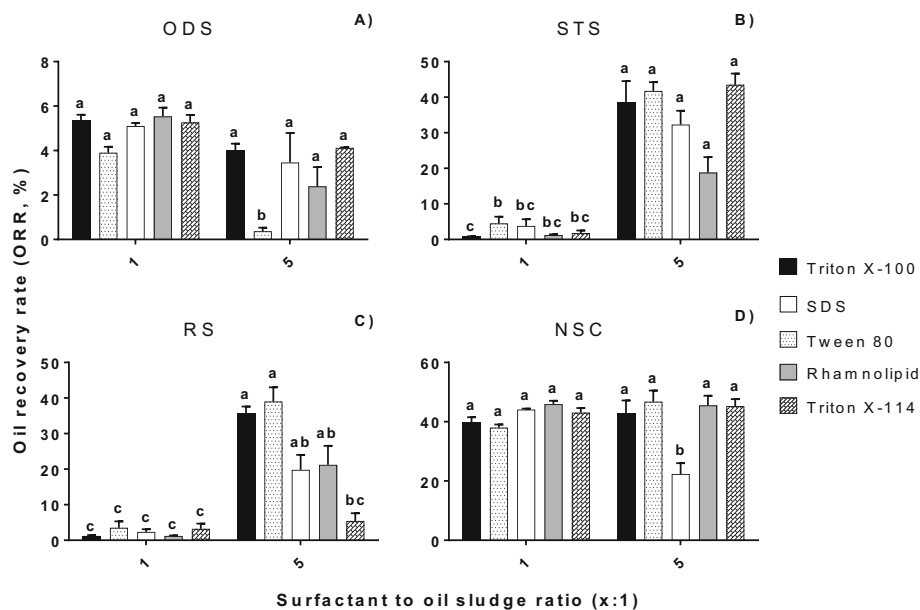 ODS
A)
8
6
4
2
0
a a a a a
a b a a a
1 5
STS
B)
50
40
30
20
10
0
c b bc bc bc
a a a a a
1 5
RS
C)
50
40
30
20
10
0
c c c c c
a a ab ab bc
1 5
NSC
D)
60
40
20
0
a a a a a
a a b a a
1 5
Oil recovery rate (ORR, %)
Surfactant to oil sludge ratio (x:1)
Triton X-100
SDS
Tween 80
Rhamnolipid
Triton X-114